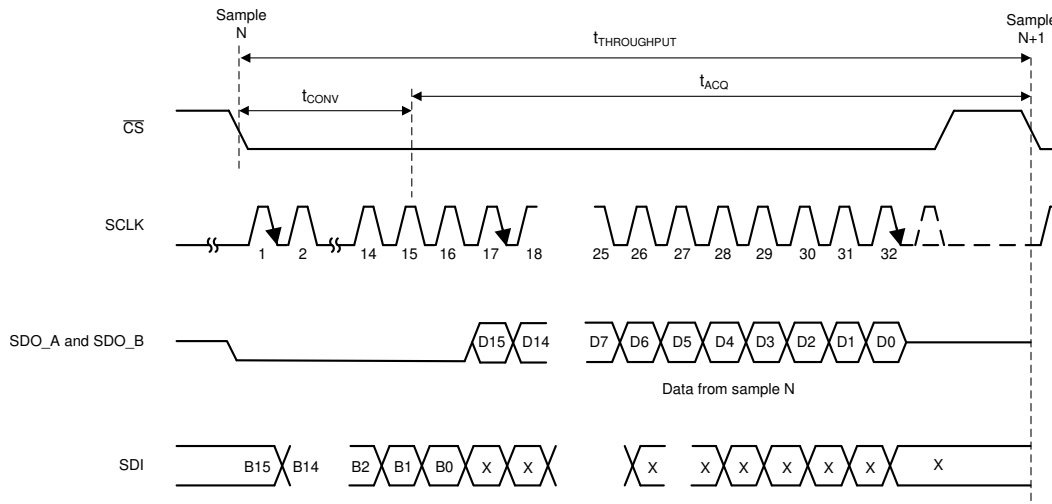 Sample
N
Sample
N+1
tTHROUGHPUT
tCONV
tACQ
CS
SCLK
1 2 14 15 16 17 18 25 26 27 28 29 30 31 32
SDO_A and SDO_B
D15 D14 D7 D6 D5 D4 D3 D2 D1 D0
Data from sample N
SDI
B15 B14 B2 B1 B0 X X X X X X X X X